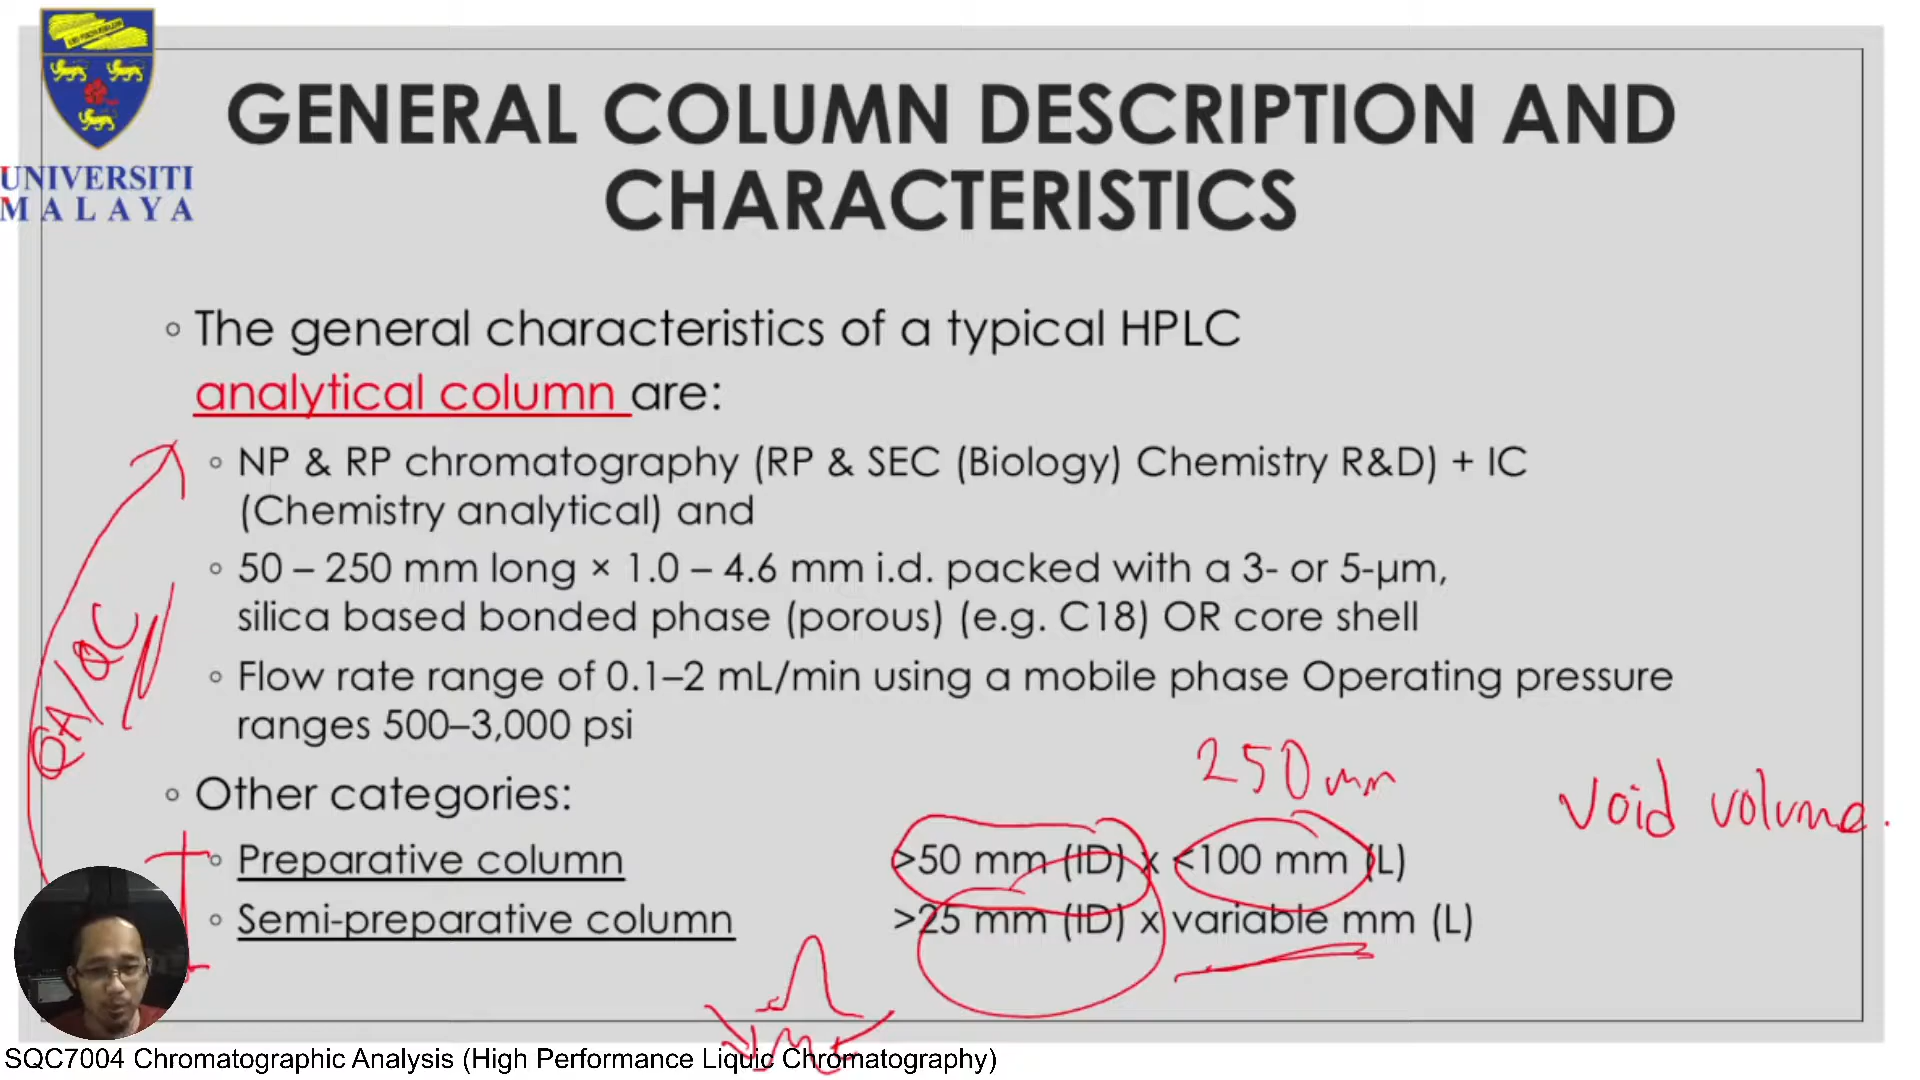 UNIVERSITI
MALAYA
GENERAL COLUMN DESCRIPTION AND
CHARACTERISTICS
◦ The general characteristics of a typical HPLC
analytical column are:
◦ NP & RP chromatography (RP & SEC (Biology) Chemistry R&D) + IC
(Chemistry analytical) and
◦ 50 – 250 mm long × 1.0 – 4.6 mm i.d. packed with a 3- or 5-µm,
silica based bonded phase (porous) (e.g. C18) OR core shell
◦ Flow rate range of 0.1–2 mL/min using a mobile phase Operating pressure
ranges 500–3,000 psi
QA/QC
250 mm
void volume.
◦ Other categories:
◦ Preparative column >50 mm (ID) x <100 mm (L)
◦ Semi-preparative column >25 mm (ID) x variable mm (L)
SQC7004 Chromatographic Analysis (High Performance Liquic Chromatography)